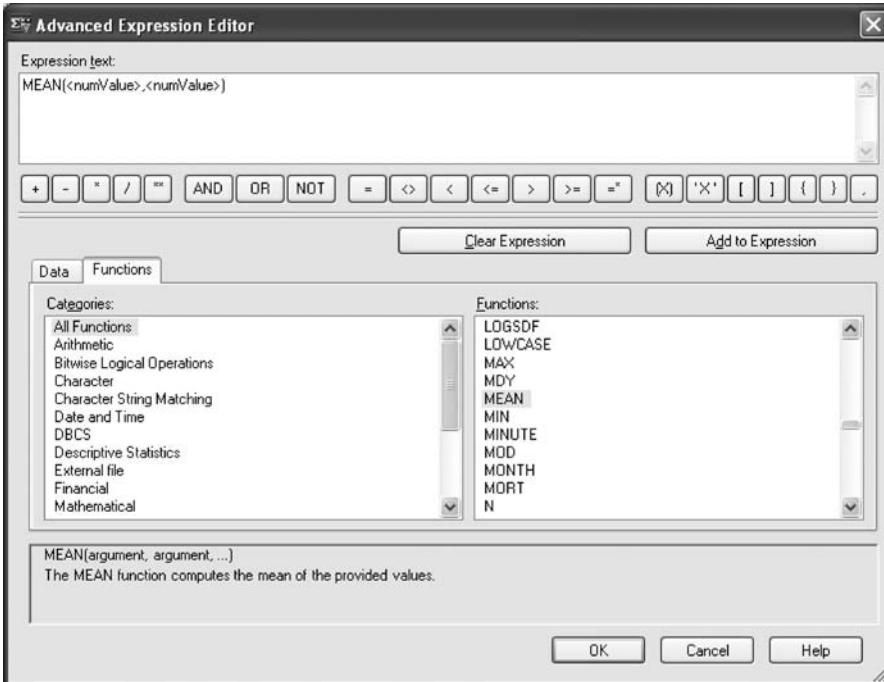 Advanced Expression Editor
Expression text:
MEAN(<numValue>,<numValue>)
+ - * / ** AND OR NOT = <> < <= > >= =* (X) 'X' [ ] { } ,
Clear Expression Add to Expression
Data Functions
Categories: Functions:
All Functions LOGSDF
Arithmetic LOWCASE
Bitwise Logical Operations MAX
Character MDY
Character String Matching MEAN
Date and Time MIN
DBCS MINUTE
Descriptive Statistics MOD
External file MONTH
Financial MORT
Mathematical N
MEAN(argument, argument, ...)
The MEAN function computes the mean of the provided values.
OK Cancel Help